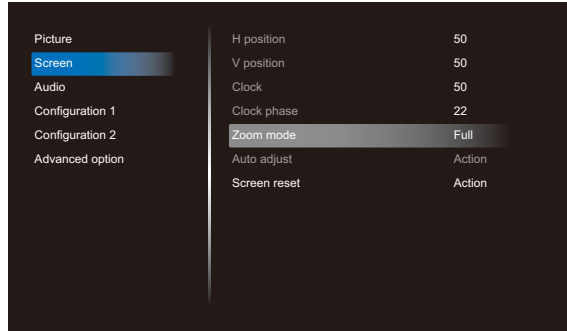 Picture
Screen
Audio
Configuration 1
Configuration 2
Advanced option
H position 50
V position 50
Clock 50
Clock phase 22
Zoom mode Full
Auto adjust Action
Screen reset Action